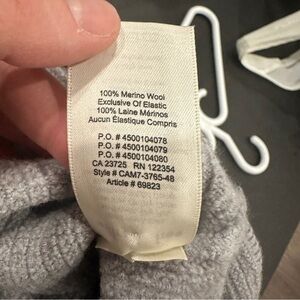 100% Merino Wool
Exclusive Of Elastic
100% Laine Mérinos
Aucun Élastique Compris
P.O. # 4500104078
P.O. # 4500104079
P.O. # 4500104080
CA 23725 RN 122354
Style # CAM7-3765-48
Article # 69823